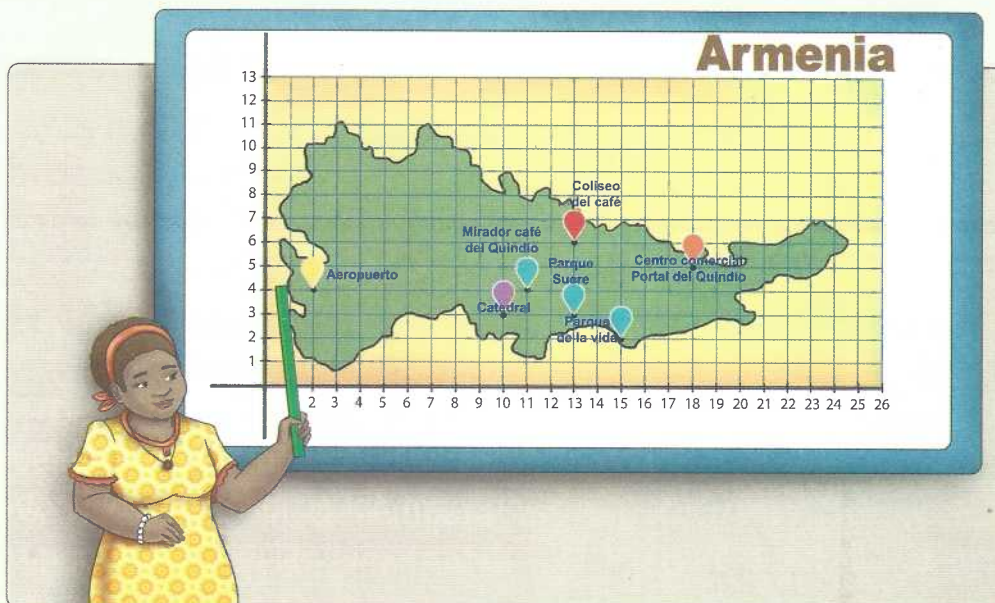 Armenia
13
12
11
10
9
8
7
6
5
4
3
2
1
Coliseo
del café
Mirador café
del Quindío
Parque
Sucre
Centro comercial
Portal del Quindío
Aeropuerto
Catedral
Parque
de la vida
2 3 4 5 6 7 8 9 10 11 12 13 14 15 16 17 18 19 20 21 22 23 24 25 26